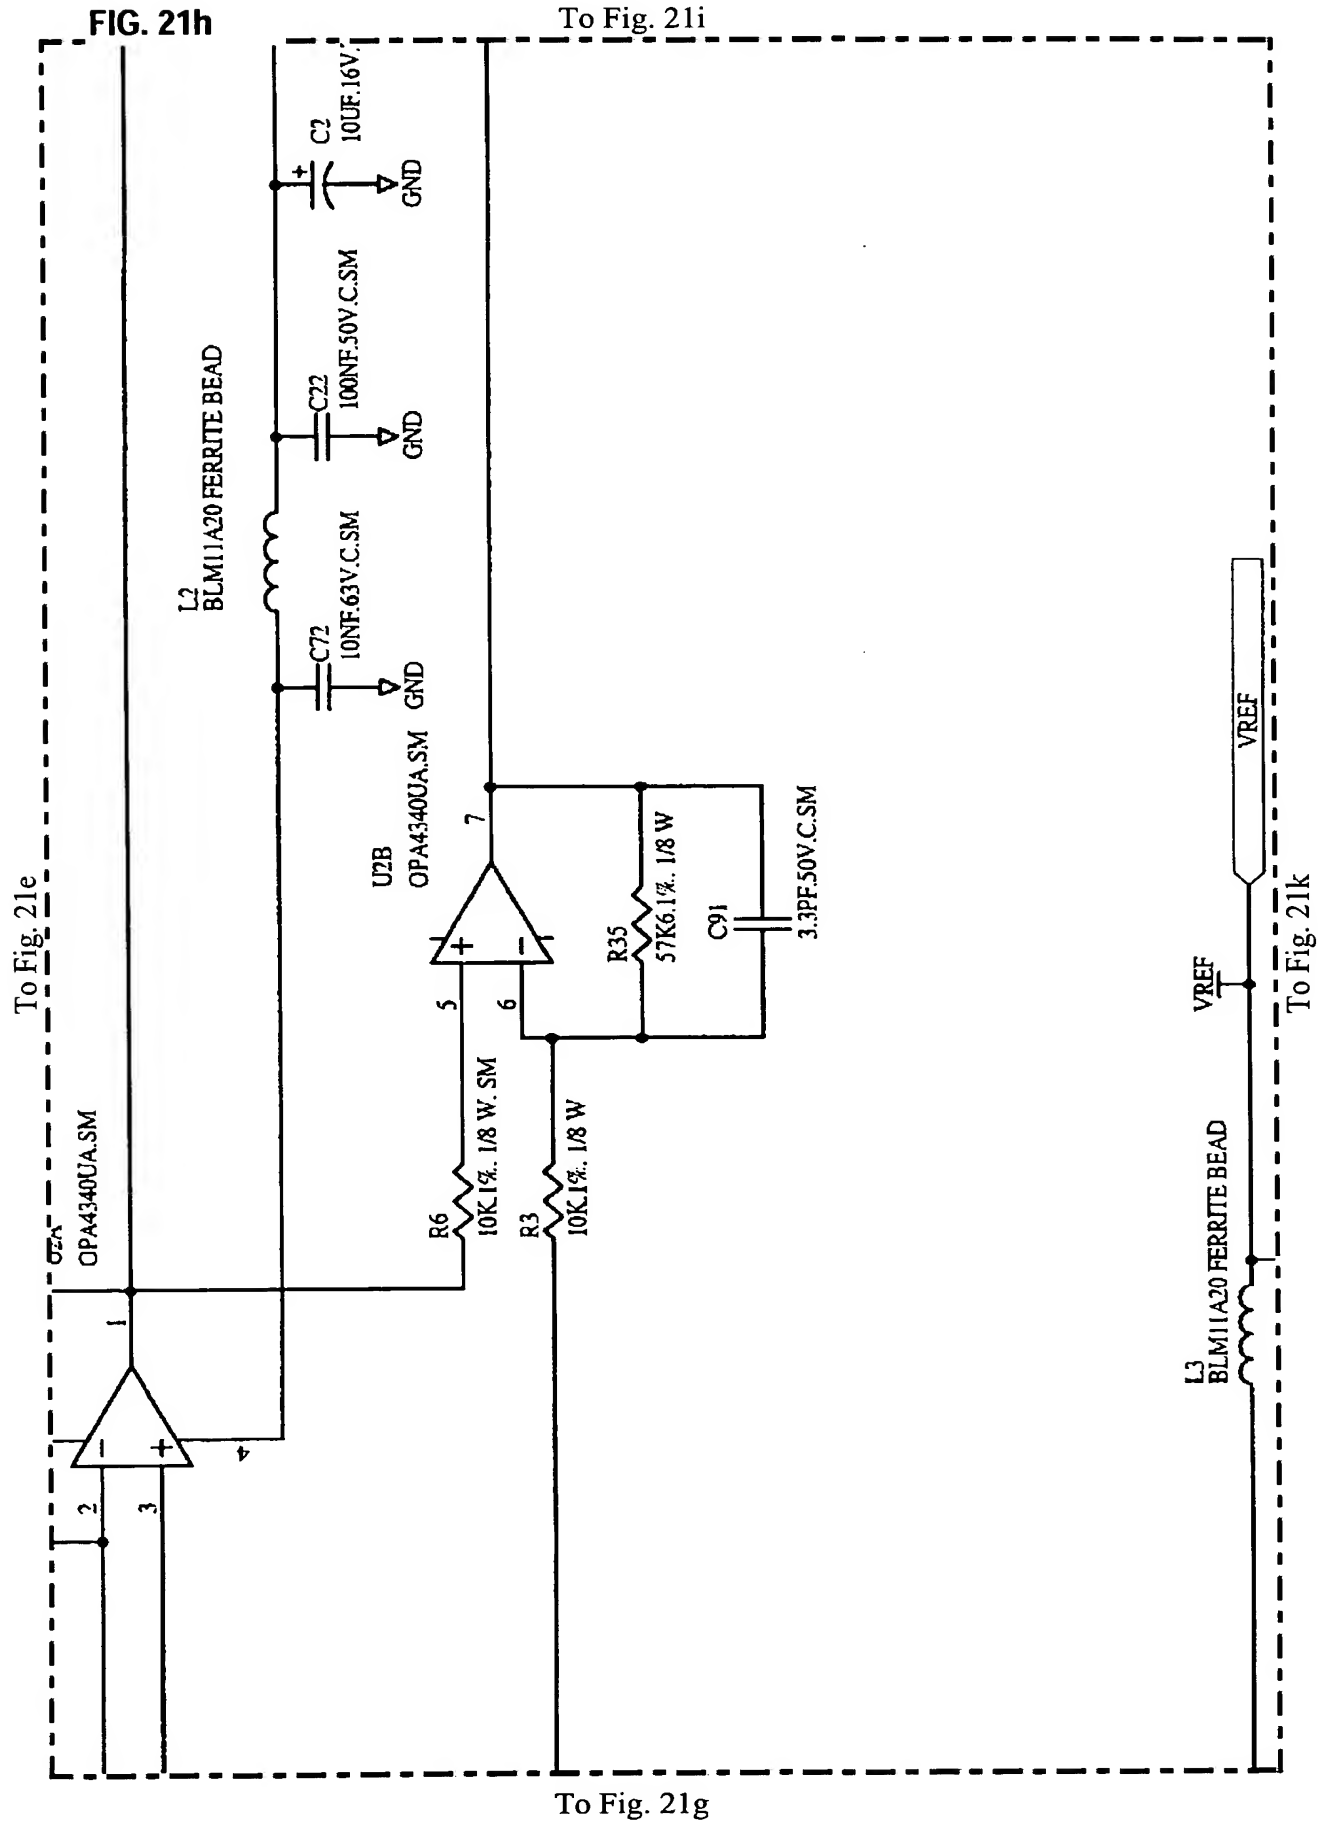 FIG. 21h
To Fig. 21i
To Fig. 21e
OPA4340UA.SM
1
2
3
4
L2
BLM11A20 FERRITE BEAD
C72
10NF.63V.C.SM
GND
C22
100NF.50V.C.SM
GND
+
C2
10UF.16V.
GND
U2B
OPA4340UA.SM
7
5
6
R6
10K.1%.. 1/8 W. SM
R3
10K.1%.. 1/8 W
R35
57K6.1%.. 1/8 W
C91
3.3PF.50V.C.SM
VREF
VREF
L3
BLM11A20 FERRITE BEAD
To Fig. 21k
To Fig. 21g